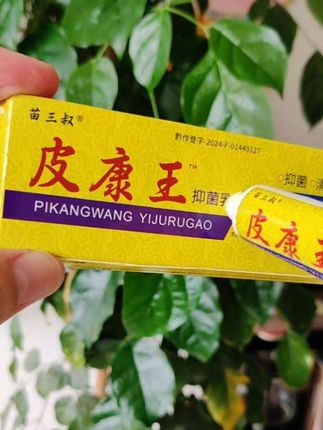 苗三叔®
黔作登字-2024-F-01440127
皮康王™
抑菌乳
PIKANGWANG YIJURUGAO
○抑菌 ○清
苗三叔®
皮康王